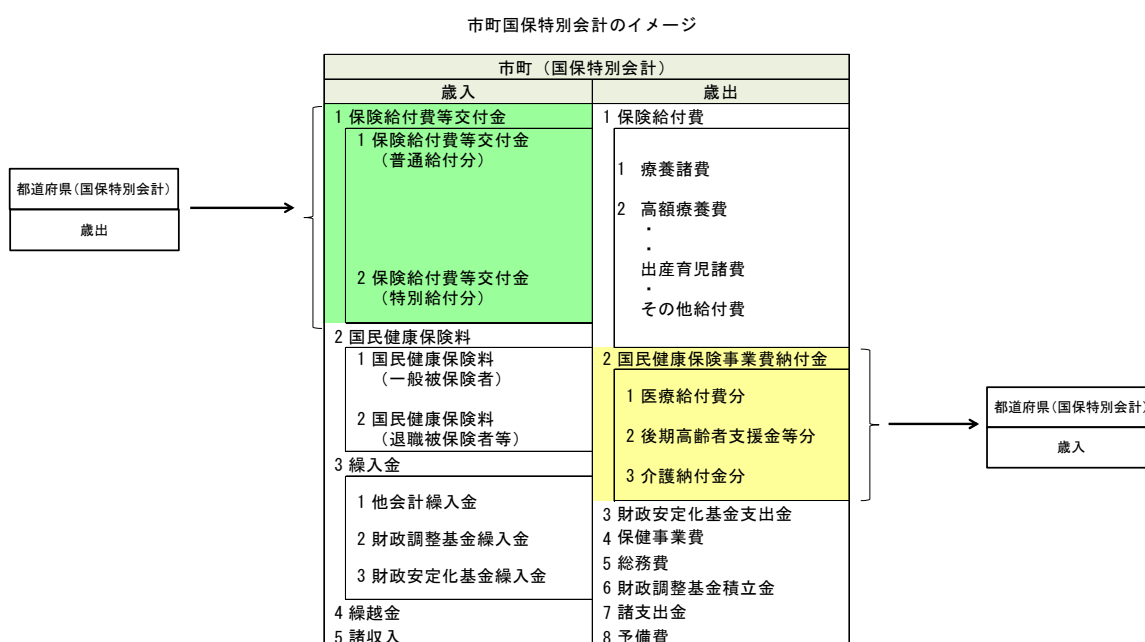 市町国保特別会計のイメージ
市町（国保特別会計）
歳入
歳出
1 保険給付費等交付金
1 保険給付費等交付金
（普通給付分）
2 保険給付費等交付金
（特別給付分）
2 国民健康保険料
1 国民健康保険料
（一般被保険者）
2 国民健康保険料
（退職被保険者等）
3 繰入金
1 他会計繰入金
2 財政調整基金繰入金
3 財政安定化基金繰入金
4 繰越金
5 諸収入
1 保険給付費
1 療養諸費
2 高額療養費
・
・
出産育児諸費
・
その他給付費
2 国民健康保険事業費納付金
1 医療給付費分
2 後期高齢者支援金等分
3 介護納付金分
3 財政安定化基金支出金
4 保健事業費
5 総務費
6 財政調整基金積立金
7 諸支出金
8 予備費
都道府県（国保特別会計）
歳出
都道府県（国保特別会計）
歳入